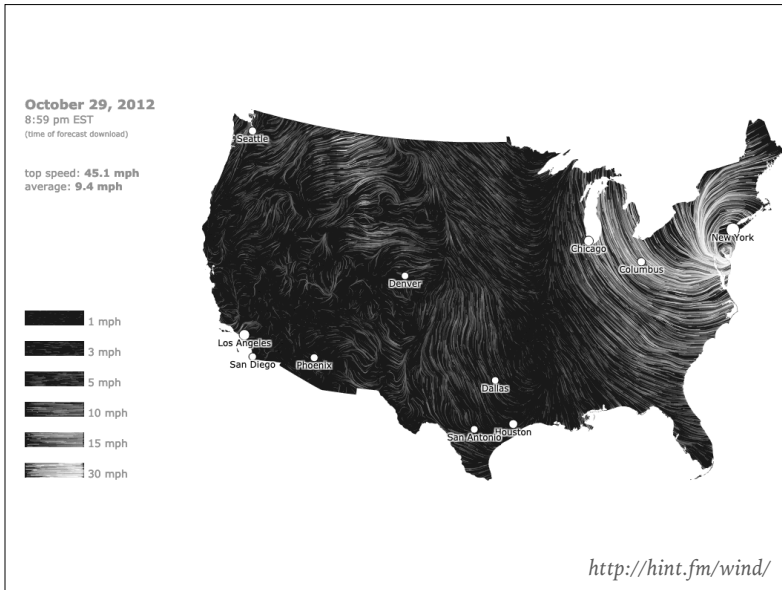 October 29, 2012
8:59 pm EST
(time of forecast download)
top speed: 45.1 mph
average: 9.4 mph
1 mph
3 mph
5 mph
10 mph
15 mph
30 mph
Seattle
New York
Chicago
Columbus
Denver
Los Angeles
San Diego
Phoenix
Dallas
Houston
San Antonio
http://hint.fm/wind/